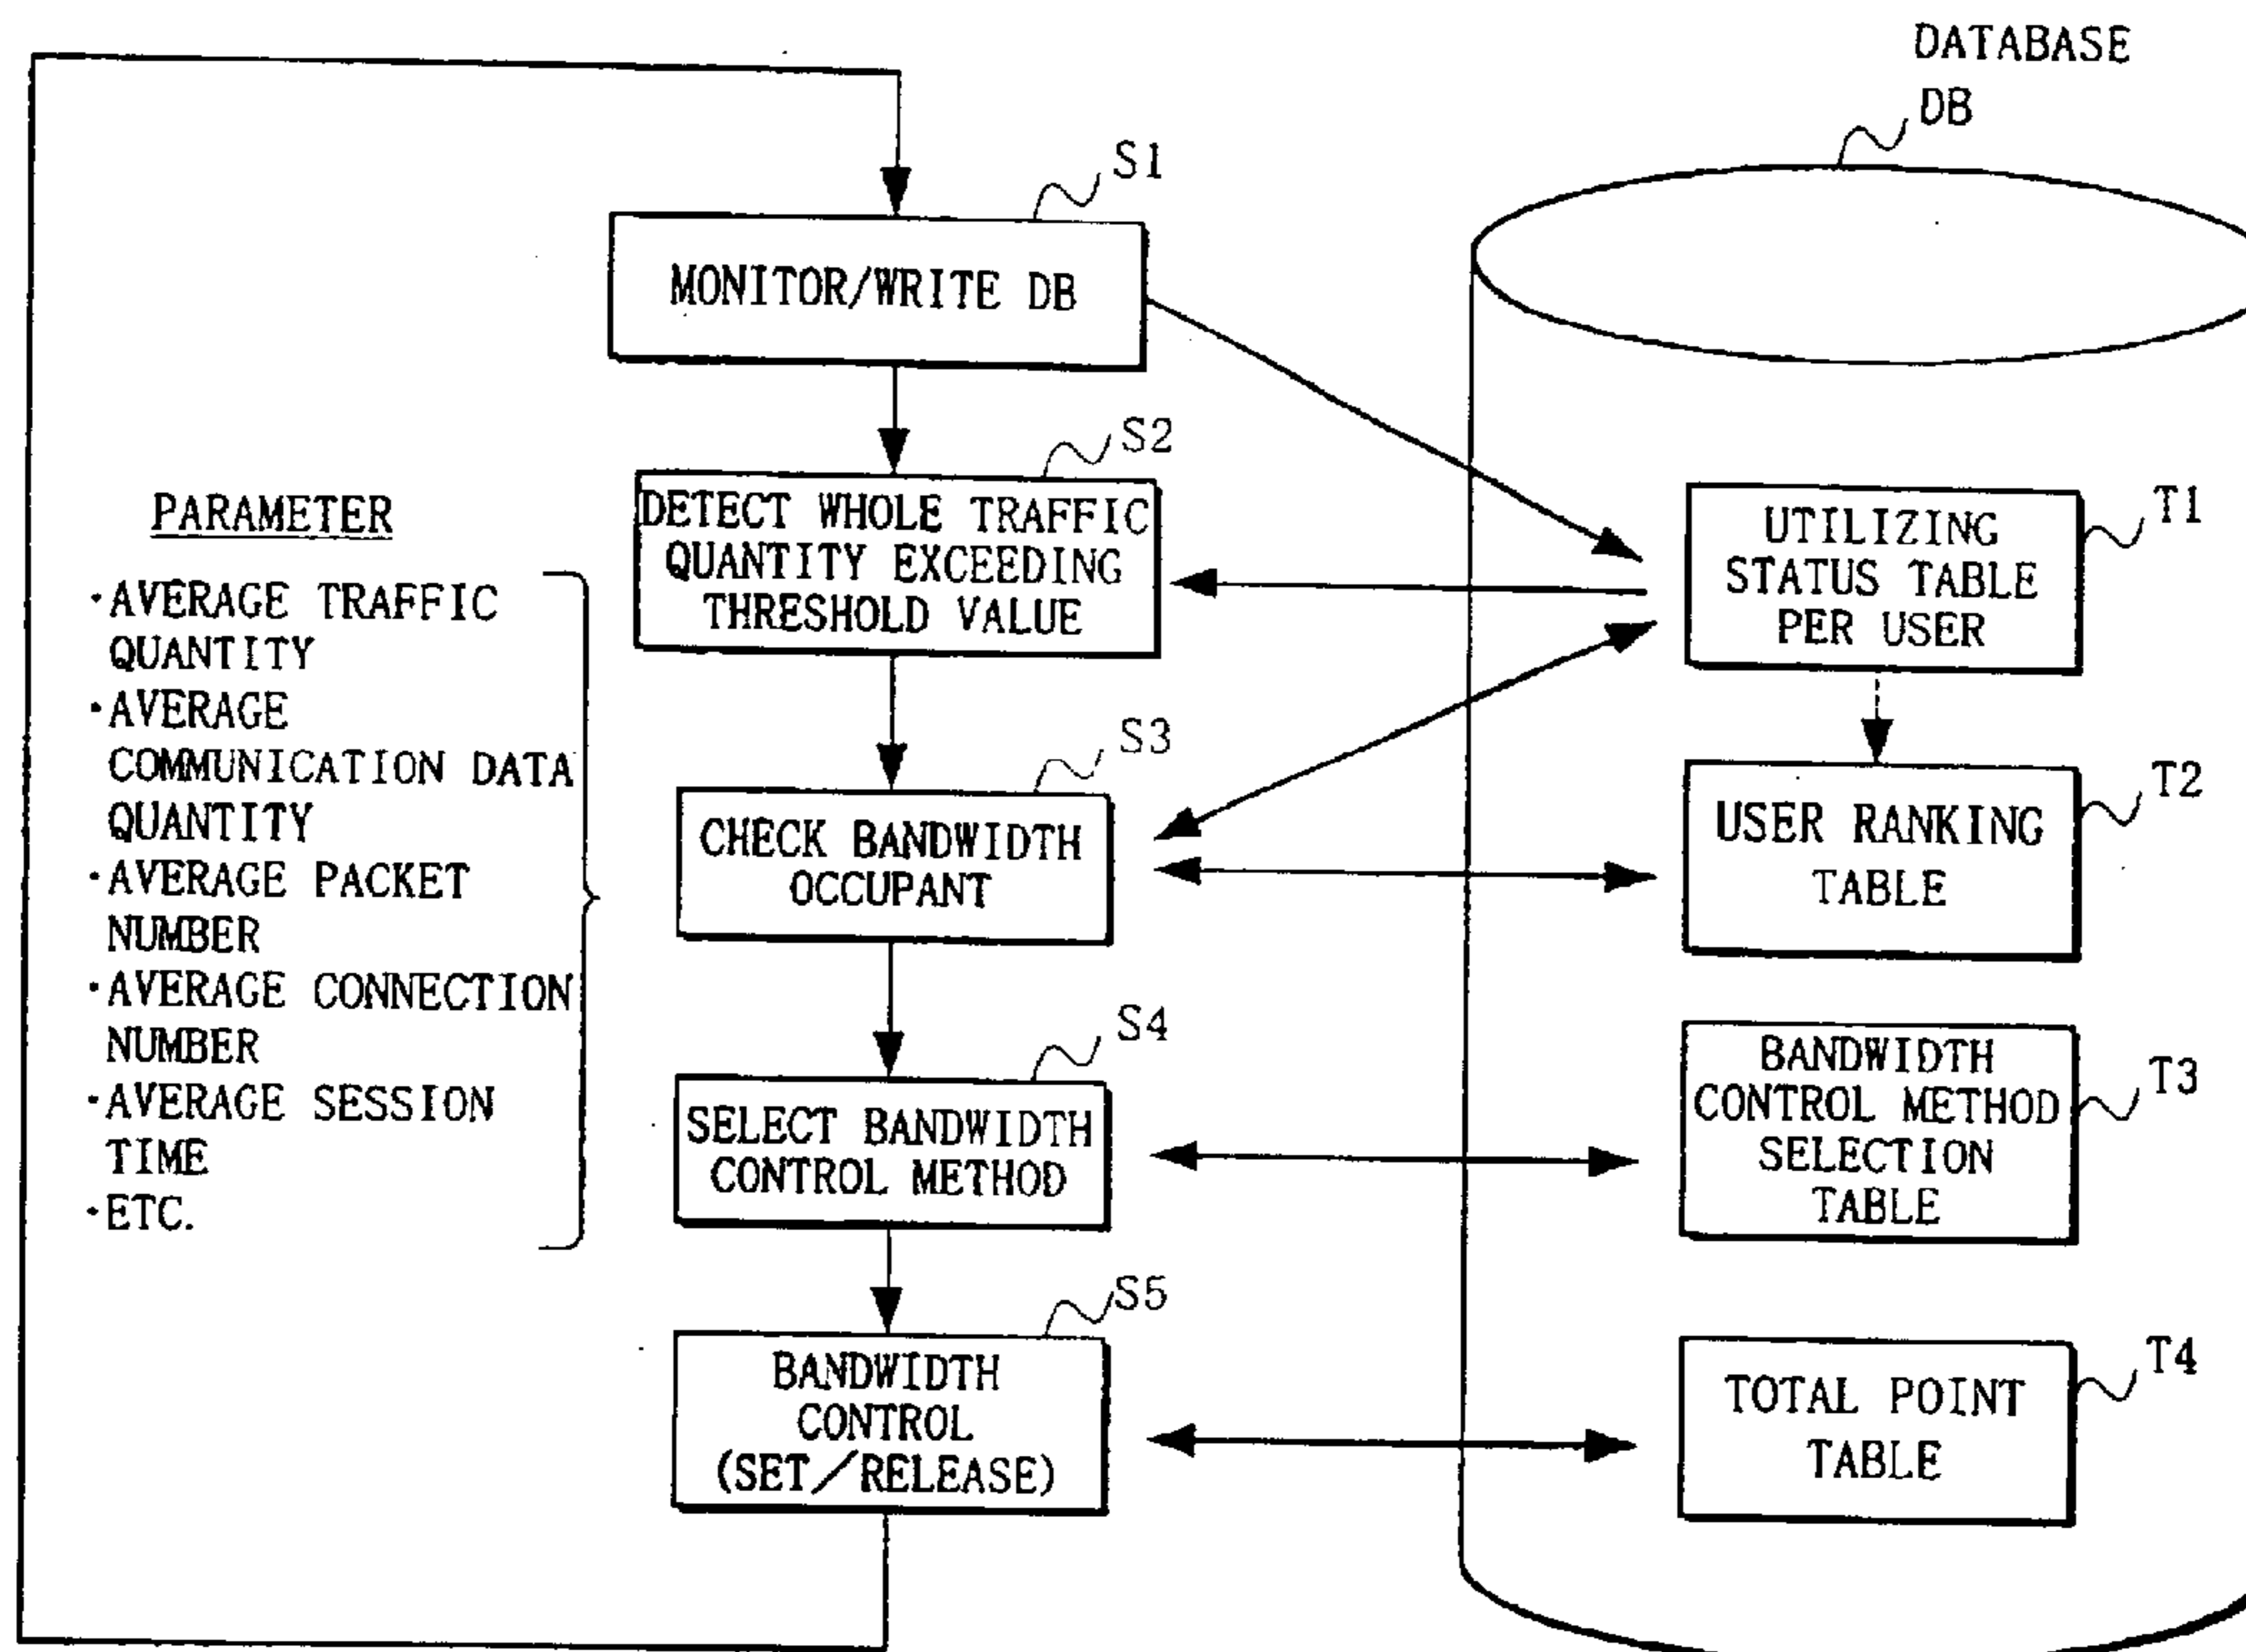 DATABASE
DB
S1
MONITOR/WRITE DB
S2
DETECT WHOLE TRAFFIC
QUANTITY EXCEEDING
THRESHOLD VALUE
PARAMETER
·AVERAGE TRAFFIC
QUANTITY
·AVERAGE
COMMUNICATION DATA
QUANTITY
·AVERAGE PACKET
NUMBER
·AVERAGE CONNECTION
NUMBER
·AVERAGE SESSION
TIME
·ETC.
S3
CHECK BANDWIDTH
OCCUPANT
S4
SELECT BANDWIDTH
CONTROL METHOD
S5
BANDWIDTH
CONTROL
(SET/RELEASE)
T1
UTILIZING
STATUS TABLE
PER USER
T2
USER RANKING
TABLE
T3
BANDWIDTH
CONTROL METHOD
SELECTION
TABLE
T4
TOTAL POINT
TABLE